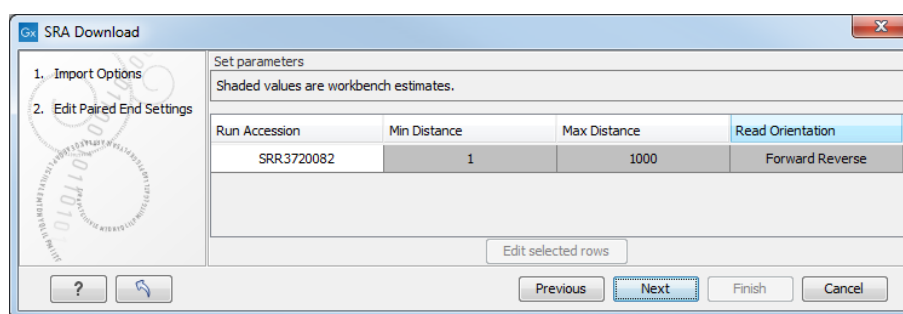 Gx SRA Download
1. Import Options
2. Edit Paired End Settings
Set parameters
Shaded values are workbench estimates.
Run Accession Min Distance Max Distance Read Orientation
SRR3720082 1 1000 Forward Reverse
Edit selected rows
? Previous Next Finish Cancel